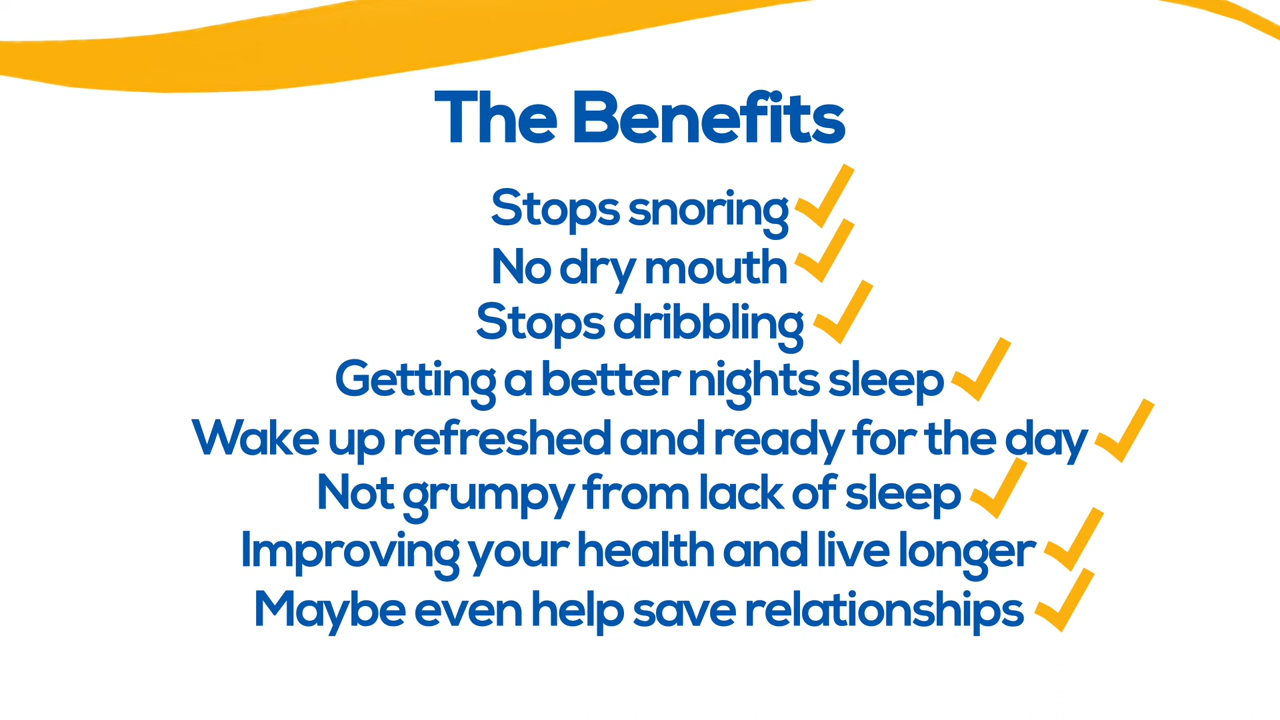 The Benefits
Stops snoring
No dry mouth
Stops dribbling
Getting a better nights sleep
Wake up refreshed and ready for the day
Not grumpy from lack of sleep
Improving your health and live longer
Maybe even help save relationships